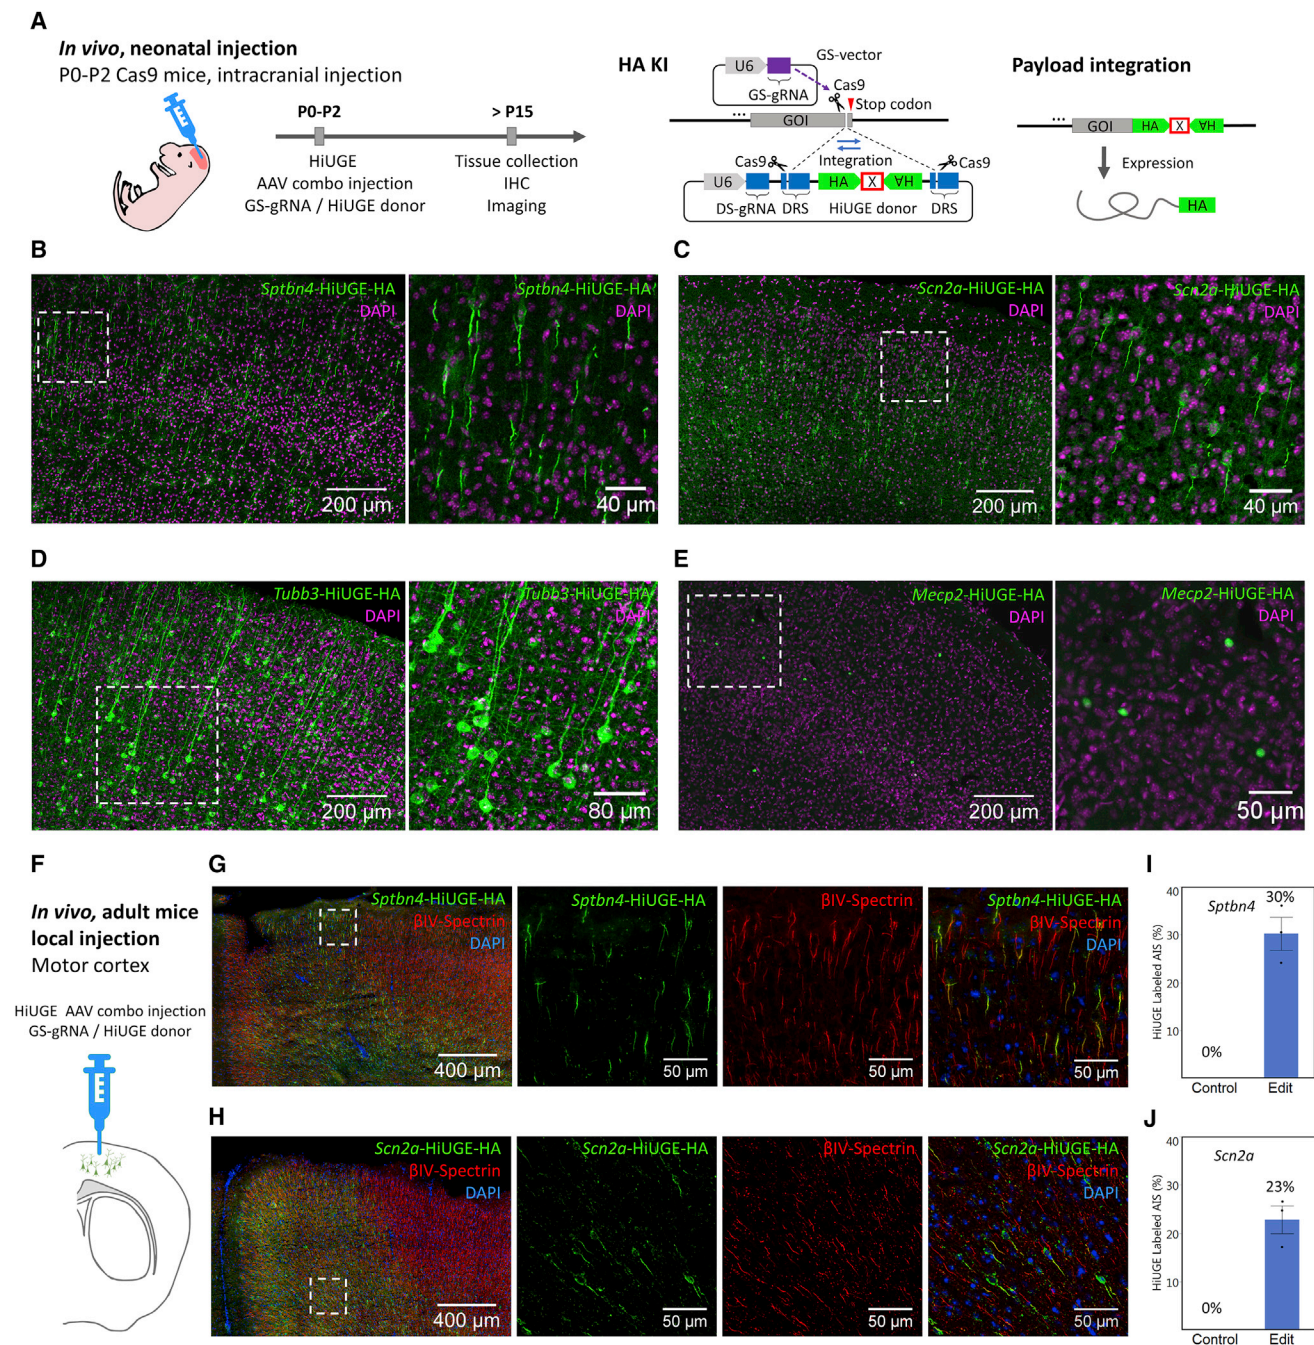 A
In vivo, neonatal injection
P0-P2 Cas9 mice, intracranial injection
P0-P2
> P15
HiUGE
AAV combo injection
GS-gRNA / HiUGE donor
Tissue collection
IHC
Imaging
HA KI
GS-vector
U6
GS-gRNA
Cas9
Stop codon
...
GOI
Cas9
Integration
Cas9
U6
HA
X
HA
DS-gRNA
DRS
HiUGE donor
DRS
Payload integration
...
GOI
HA
X
HA
Expression
HA
B
Sptbn4-HiUGE-HA
DAPI
200 µm
Sptbn4-HiUGE-HA
DAPI
40 µm
C
Scn2a-HiUGE-HA
DAPI
200 µm
Scn2a-HiUGE-HA
DAPI
40 µm
D
Tubb3-HiUGE-HA
DAPI
200 µm
Tubb3-HiUGE-HA
DAPI
80 µm
E
Mecp2-HiUGE-HA
DAPI
200 µm
Mecp2-HiUGE-HA
DAPI
50 µm
F
In vivo, adult mice
local injection
Motor cortex
HiUGE AAV combo injection
GS-gRNA / HiUGE donor
G
Sptbn4-HiUGE-HA
βIV-Spectrin
DAPI
400 µm
Sptbn4-HiUGE-HA
50 µm
βIV-Spectrin
50 µm
Sptbn4-HiUGE-HA
βIV-Spectrin
DAPI
50 µm
H
Scn2a-HiUGE-HA
βIV-Spectrin
DAPI
400 µm
Scn2a-HiUGE-HA
50 µm
βIV-Spectrin
50 µm
Scn2a-HiUGE-HA
βIV-Spectrin
DAPI
50 µm
I
HiUGE Labeled AIS (%)
40
30
20
10
Sptbn4
30%
0%
Control
Edit
J
HiUGE Labeled AIS (%)
40
30
20
10
Scn2a
23%
0%
Control
Edit